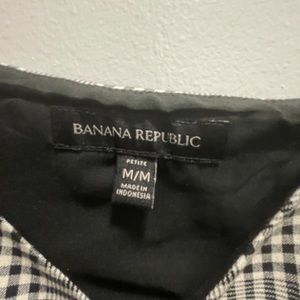 BANANA REPUBLIC
PETITE
M/M
MADE IN
INDONESIA